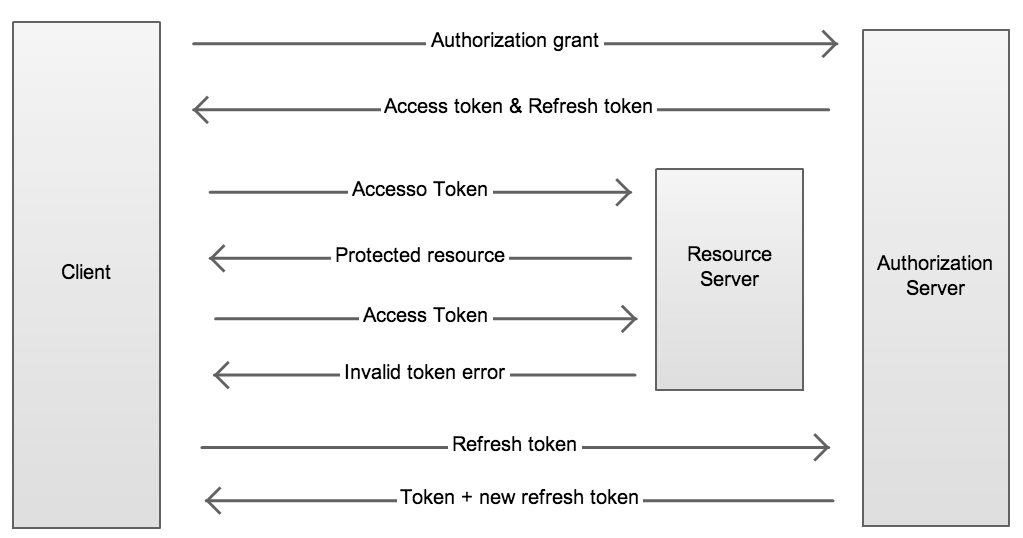 Authorization grant
Access token & Refresh token
Accesso Token
Protected resource
Access Token
Invalid token error
Refresh token
Token + new refresh token
Client
Resource
Server
Authorization
Server